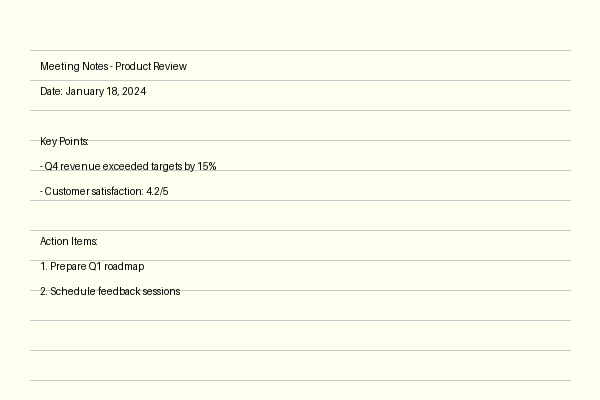 Meeting Notes - Product Review
Date: January 18, 2024
Key Points:
- Q4 revenue exceeded targets by 15%
- Customer satisfaction: 4.2/5
Action Items:
1. Prepare Q1 roadmap
2. Schedule feedback sessions